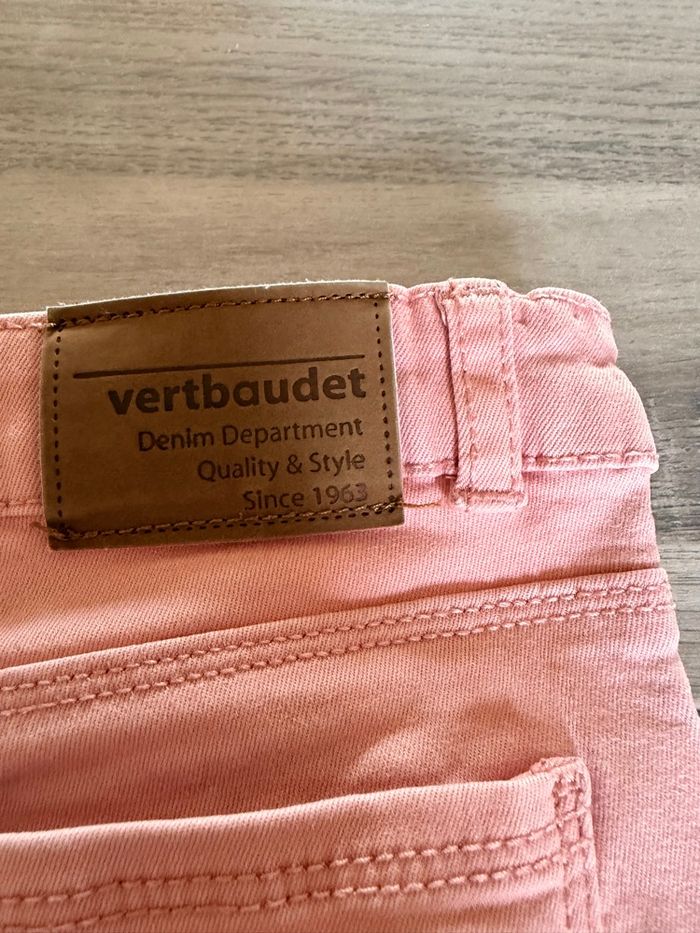 vertbaudet
Denim Department
Quality & Style
Since 1963